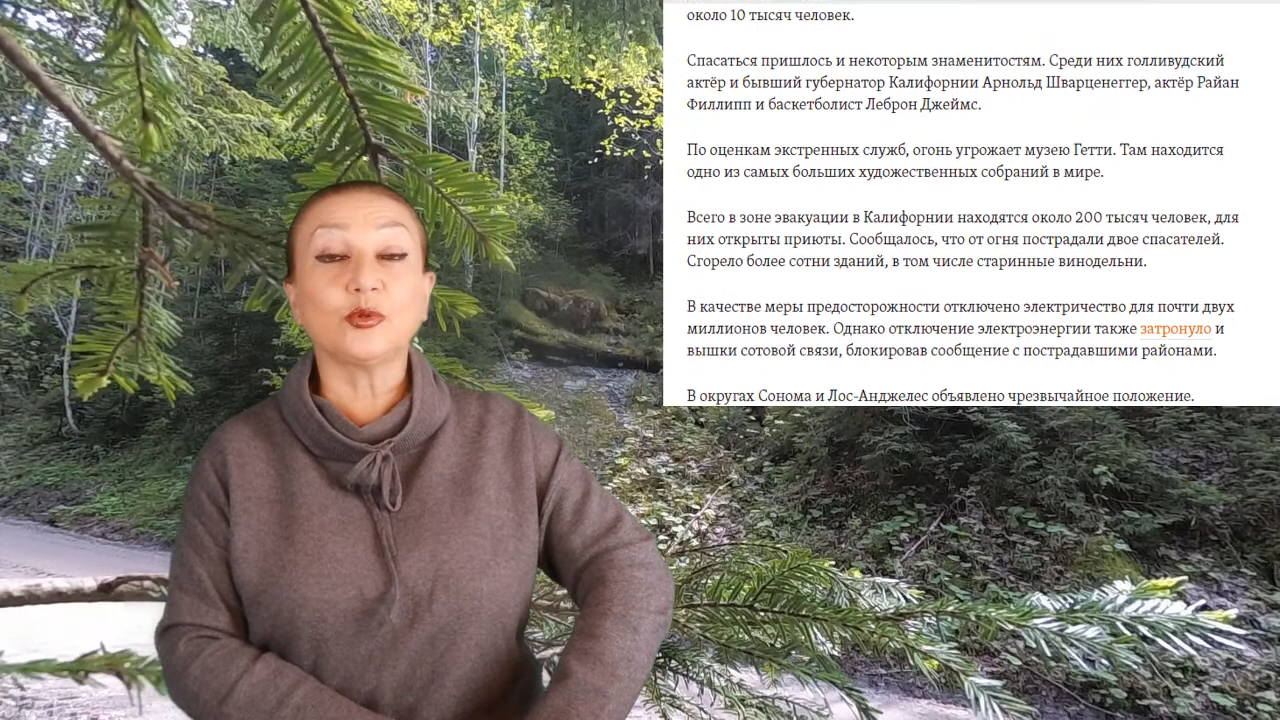 около 10 тысяч человек.
Спасаться пришлось и некоторым знаменитостям. Среди них голливудский
актёр и бывший губернатор Калифорнии Арнольд Шварценеггер, актёр Райан
Филлипп и баскетболист Леброн Джеймс.
По оценкам экстренных служб, огонь угрожает музею Гетти. Там находится
одно из самых больших художественных собраний в мире.
Всего в зоне эвакуации в Калифорнии находятся около 200 тысяч человек, для
них открыты приюты. Сообщалось, что от огня пострадали двое спасателей.
Сгорело более сотни зданий, в том числе старинные винодельни.
В качестве меры предосторожности отключено электричество для почти двух
миллионов человек. Однако отключение электроэнергии также затронуло и
вышки сотовой связи, блокировав сообщение с пострадавшими районами.
В округах Сонома и Лос-Анджелес объявлено чрезвычайное положение.